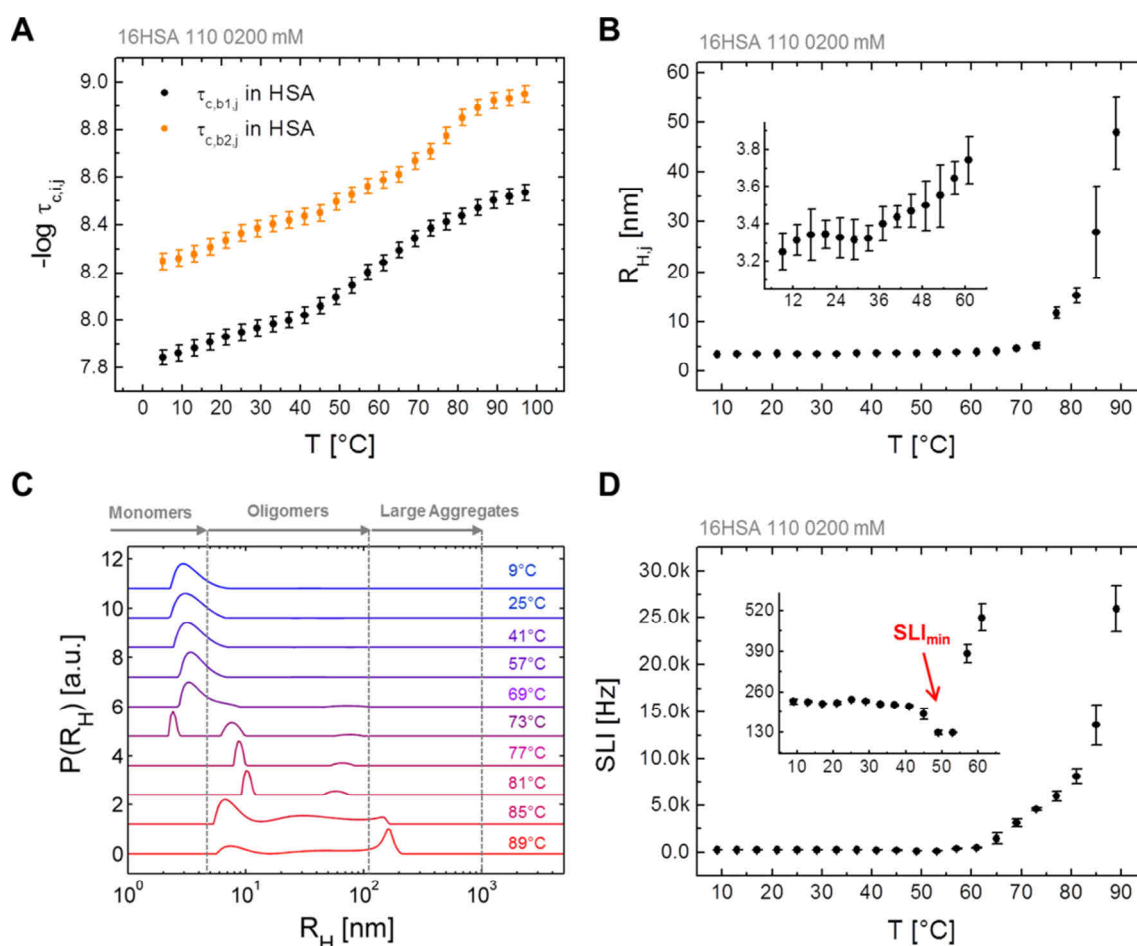 A
16HSA 110 0200 mM
-log τc,i,j
9.0
8.8
8.6
8.4
8.2
8.0
7.8
τc,b1,j in HSA
τc,b2,j in HSA
0 10 20 30 40 50 60 70 80 90 100
T [°C]
B
16HSA 110 0200 mM
RH,j [nm]
60
50
40
30
20
10
0
3.8
3.6
3.4
3.2
12 24 36 48 60
10 20 30 40 50 60 70 80 90
T [°C]
C
Monomers Oligomers Large Aggregates
P(RH) [a.u.]
12
10
8
6
4
2
0
9°C
25°C
41°C
57°C
69°C
73°C
77°C
81°C
85°C
89°C
10⁰ 10¹ 10² 10³
RH [nm]
D
16HSA 110 0200 mM
SLI [Hz]
30.0k
25.0k
20.0k
15.0k
10.0k
5.0k
0.0
520
390
260
130
SLImin
10 20 30 40 50 60
10 20 30 40 50 60 70 80 90
T [°C]